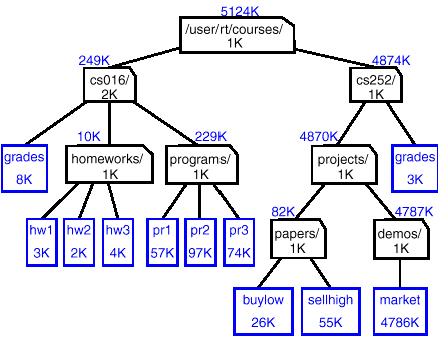 5124K
/user/rt/courses/
1K
249K
4874K
cs016/
2K
cs252/
1K
10K
229K
4870K
grades
8K
homeworks/
1K
programs/
1K
projects/
1K
grades
3K
82K
4787K
hw1
3K
hw2
2K
hw3
4K
pr1
57K
pr2
97K
pr3
74K
papers/
1K
demos/
1K
buylow
26K
sellhigh
55K
market
4786K